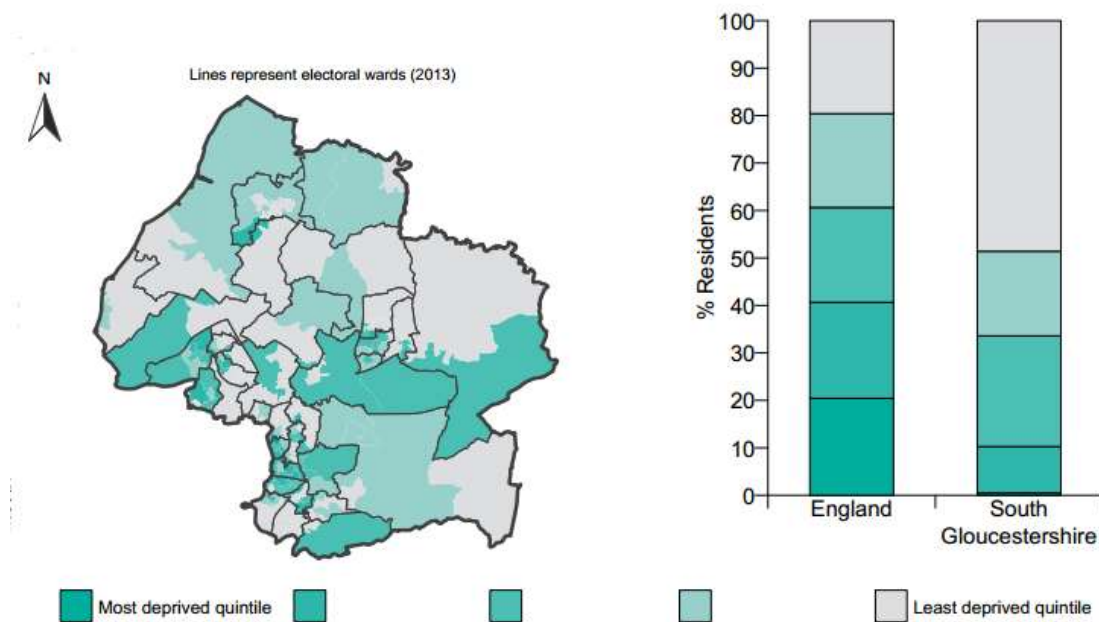 Lines represent electoral wards (2013)
N
100
90
80
70
60
50
40
30
20
10
0
% Residents
England
South
Gloucestershire
Most deprived quintile
Least deprived quintile